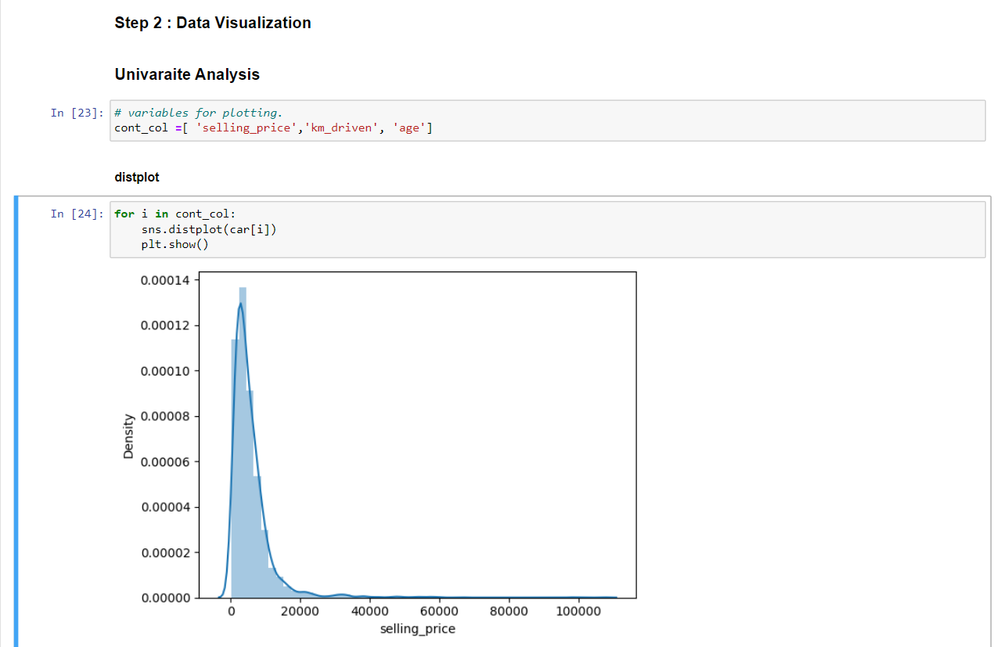 Step 2 : Data Visualization
Univaraite Analysis
In [23]:
# variables for plotting.
cont_col =[ 'selling_price','km_driven', 'age']
distplot
In [24]:
for i in cont_col:
    sns.distplot(car[i])
    plt.show()
0.00014
0.00012
0.00010
0.00008
0.00006
0.00004
0.00002
0.00000
Density
0 20000 40000 60000 80000 100000
selling_price